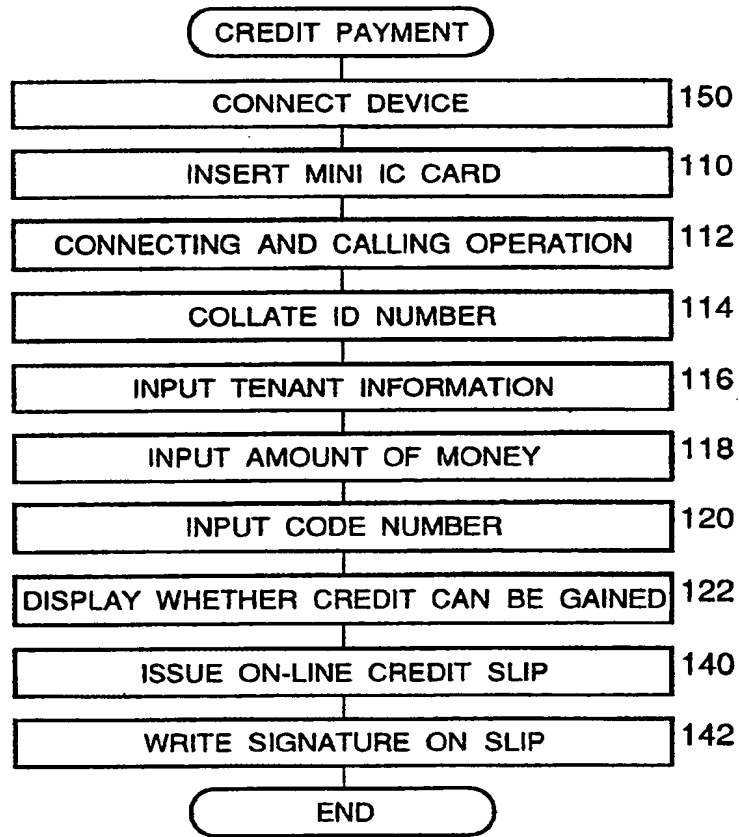 CREDIT PAYMENT
CONNECT DEVICE 150
INSERT MINI IC CARD 110
CONNECTING AND CALLING OPERATION 112
COLLATE ID NUMBER 114
INPUT TENANT INFORMATION 116
INPUT AMOUNT OF MONEY 118
INPUT CODE NUMBER 120
DISPLAY WHETHER CREDIT CAN BE GAINED 122
ISSUE ON-LINE CREDIT SLIP 140
WRITE SIGNATURE ON SLIP 142
END